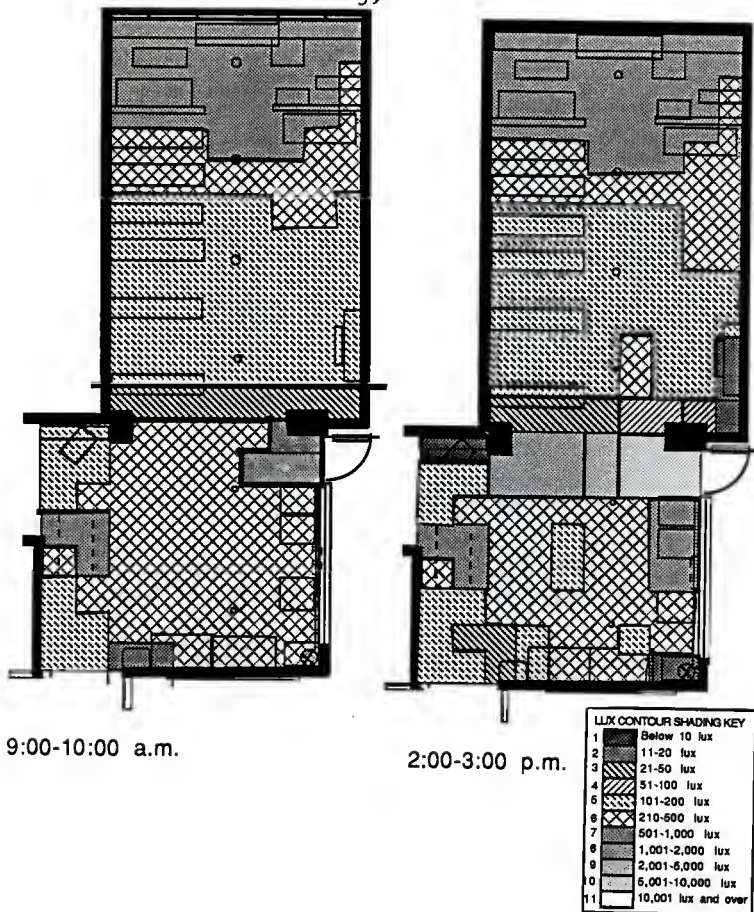 gy
9:00-10:00 a.m.
2:00-3:00 p.m.
LUX CONTOUR SHADING KEY
1 Below 10 lux
2 11-20 lux
3 21-50 lux
4 51-100 lux
5 101-200 lux
6 210-500 lux
7 501-1,000 lux
8 1,001-2,000 lux
9 2,001-5,000 lux
10 5,001-10,000 lux
11 10,001 lux and over